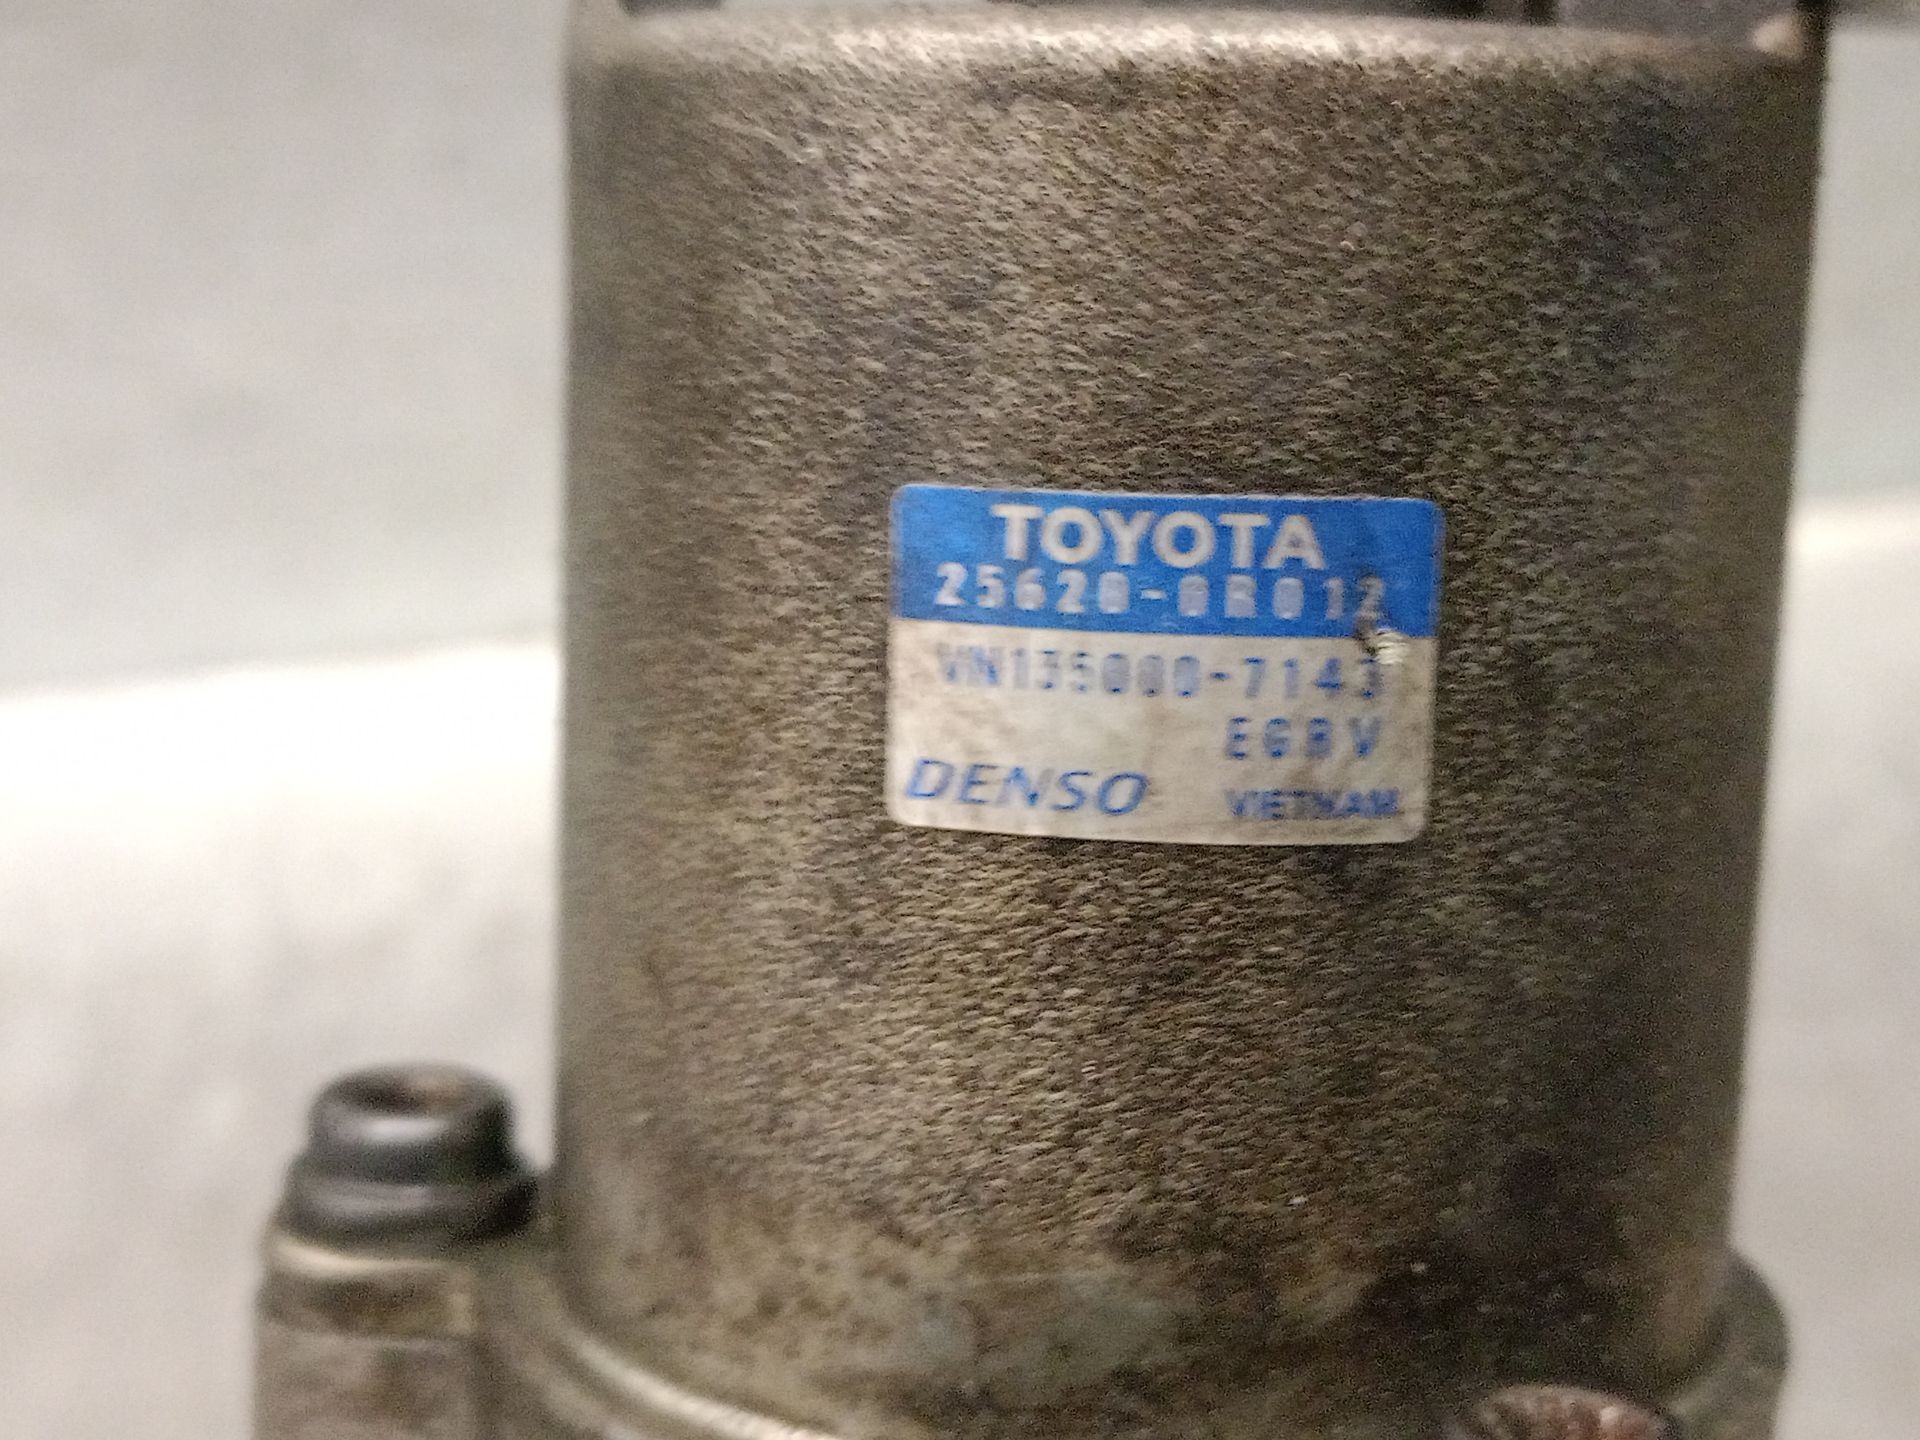 TOYOTA
25620-0R012
VN135000-7143
EGRV
DENSO VIETNAM